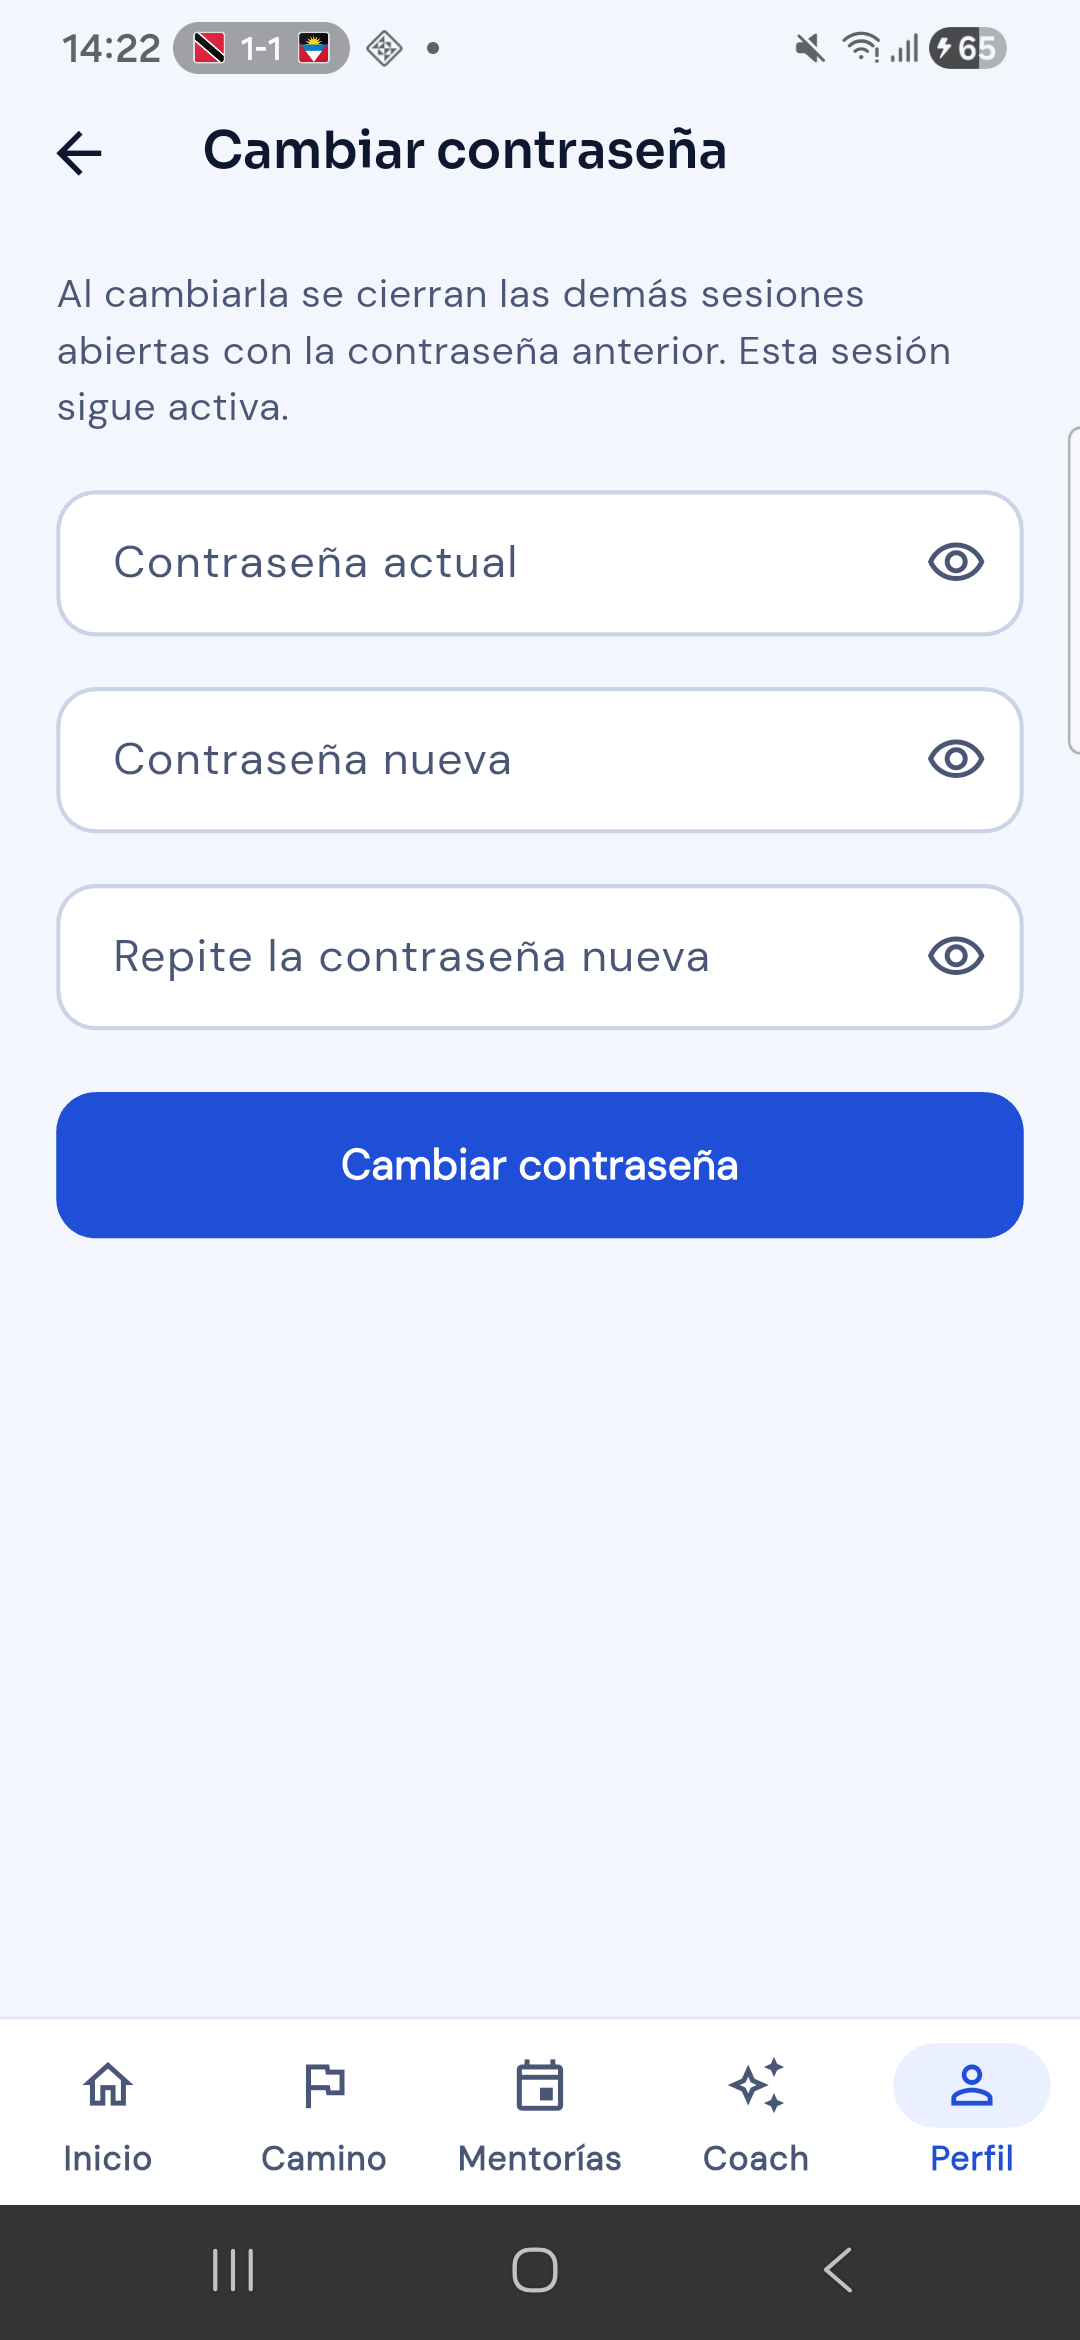 14:22 1-1 65
Cambiar contraseña
Al cambiarla se cierran las demás sesiones
abiertas con la contraseña anterior. Esta sesión
sigue activa.
Contraseña actual
Contraseña nueva
Repite la contraseña nueva
Cambiar contraseña
Inicio Camino Mentorías Coach Perfil